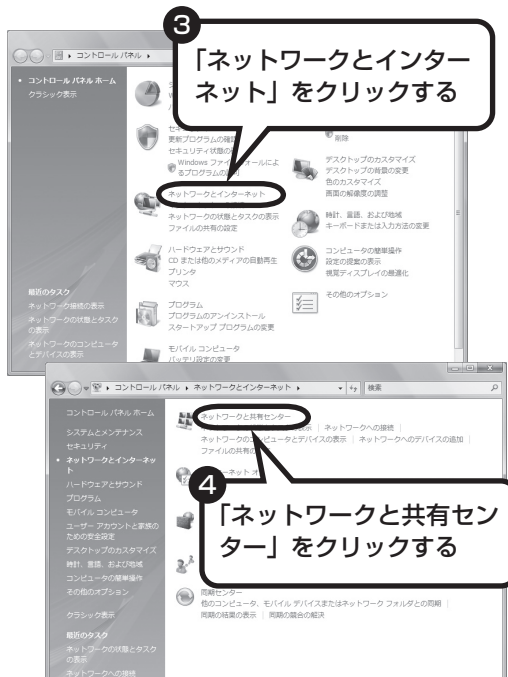 3
「ネットワークとインター
ネット」をクリックする
コントロール パネル
コントロール パネル ホーム
クラシック表示
更新プログラムの確認
セキュリティ状態の
Windows ファイアウォールによ
るプログラムの
ネットワークとインターネット
ネットワークの状態とタスクの表示
ファイルの共有の設定
ハードウェアとサウンド
CD または他のメディアの自動再生
プリンタ
マウス
プログラム
プログラムのアンインストール
スタートアップ プログラムの変更
モバイル コンピュータ
バッテリ設定の変更
削除
デスクトップのカスタマイズ
デスクトップの背景の変更
色のカスタマイズ
画面の解像度の調整
時計、言語、および地域
キーボードまたは入力方法の変更
コンピュータの簡単操作
設定の提案の表示
視覚ディスプレイの最適化
その他のオプション
最近のタスク
ネットワーク接続の表示
ネットワークの状態とタスク
の表示
ネットワークのコンピュータ
とデバイスの表示
コントロール パネル ▸ ネットワークとインターネット ▸
検索
コントロール パネル ホーム
システムとメンテナンス
セキュリティ
ネットワークとインターネッ
ト
ハードウェアとサウンド
プログラム
モバイル コンピュータ
ユーザー アカウントと家族の
ための安全設定
デスクトップのカスタマイズ
時計、言語、および地域
コンピュータの簡単操作
その他のオプション
クラシック表示
最近のタスク
ネットワークの状態とタスク
の表示
ネットワークへの接続
ネットワークと共有センター
表示 | ネットワークへの接続 |
ネットワークのコンピュータとデバイスの表示 | ネットワークへのデバイスの追加 |
ファイルの共有の
4
「ネットワークと共有セン
ター」をクリックする
同期センター
他のコンピュータ、モバイル デバイスまたはネットワーク フォルダとの同期 |
同期の結果の表示 | 同期の競合の解決